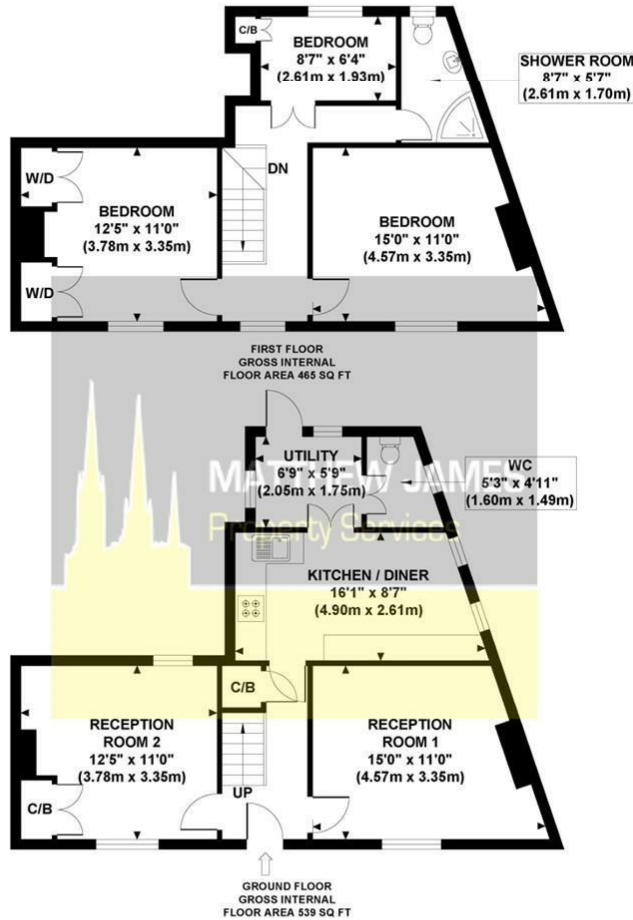 C/B
BEDROOM
8'7" x 6'4"
(2.61m x 1.93m)
SHOWER ROOM
8'7" x 5'7"
(2.61m x 1.70m)
W/D
BEDROOM
12'5" x 11'0"
(3.78m x 3.35m)
DN
BEDROOM
15'0" x 11'0"
(4.57m x 3.35m)
W/D
FIRST FLOOR
GROSS INTERNAL
FLOOR AREA 465 SQ FT
UTILITY
6'9" x 5'9"
(2.05m x 1.75m)
WC
5'3" x 4'11"
(1.60m x 1.49m)
MATTHEW JAMES
Property Services
KITCHEN / DINER
16'1" x 8'7"
(4.90m x 2.61m)
C/B
RECEPTION
ROOM 2
12'5" x 11'0"
(3.78m x 3.35m)
RECEPTION
ROOM 1
15'0" x 11'0"
(4.57m x 3.35m)
C/B
UP
GROUND FLOOR
GROSS INTERNAL
FLOOR AREA 539 SQ FT